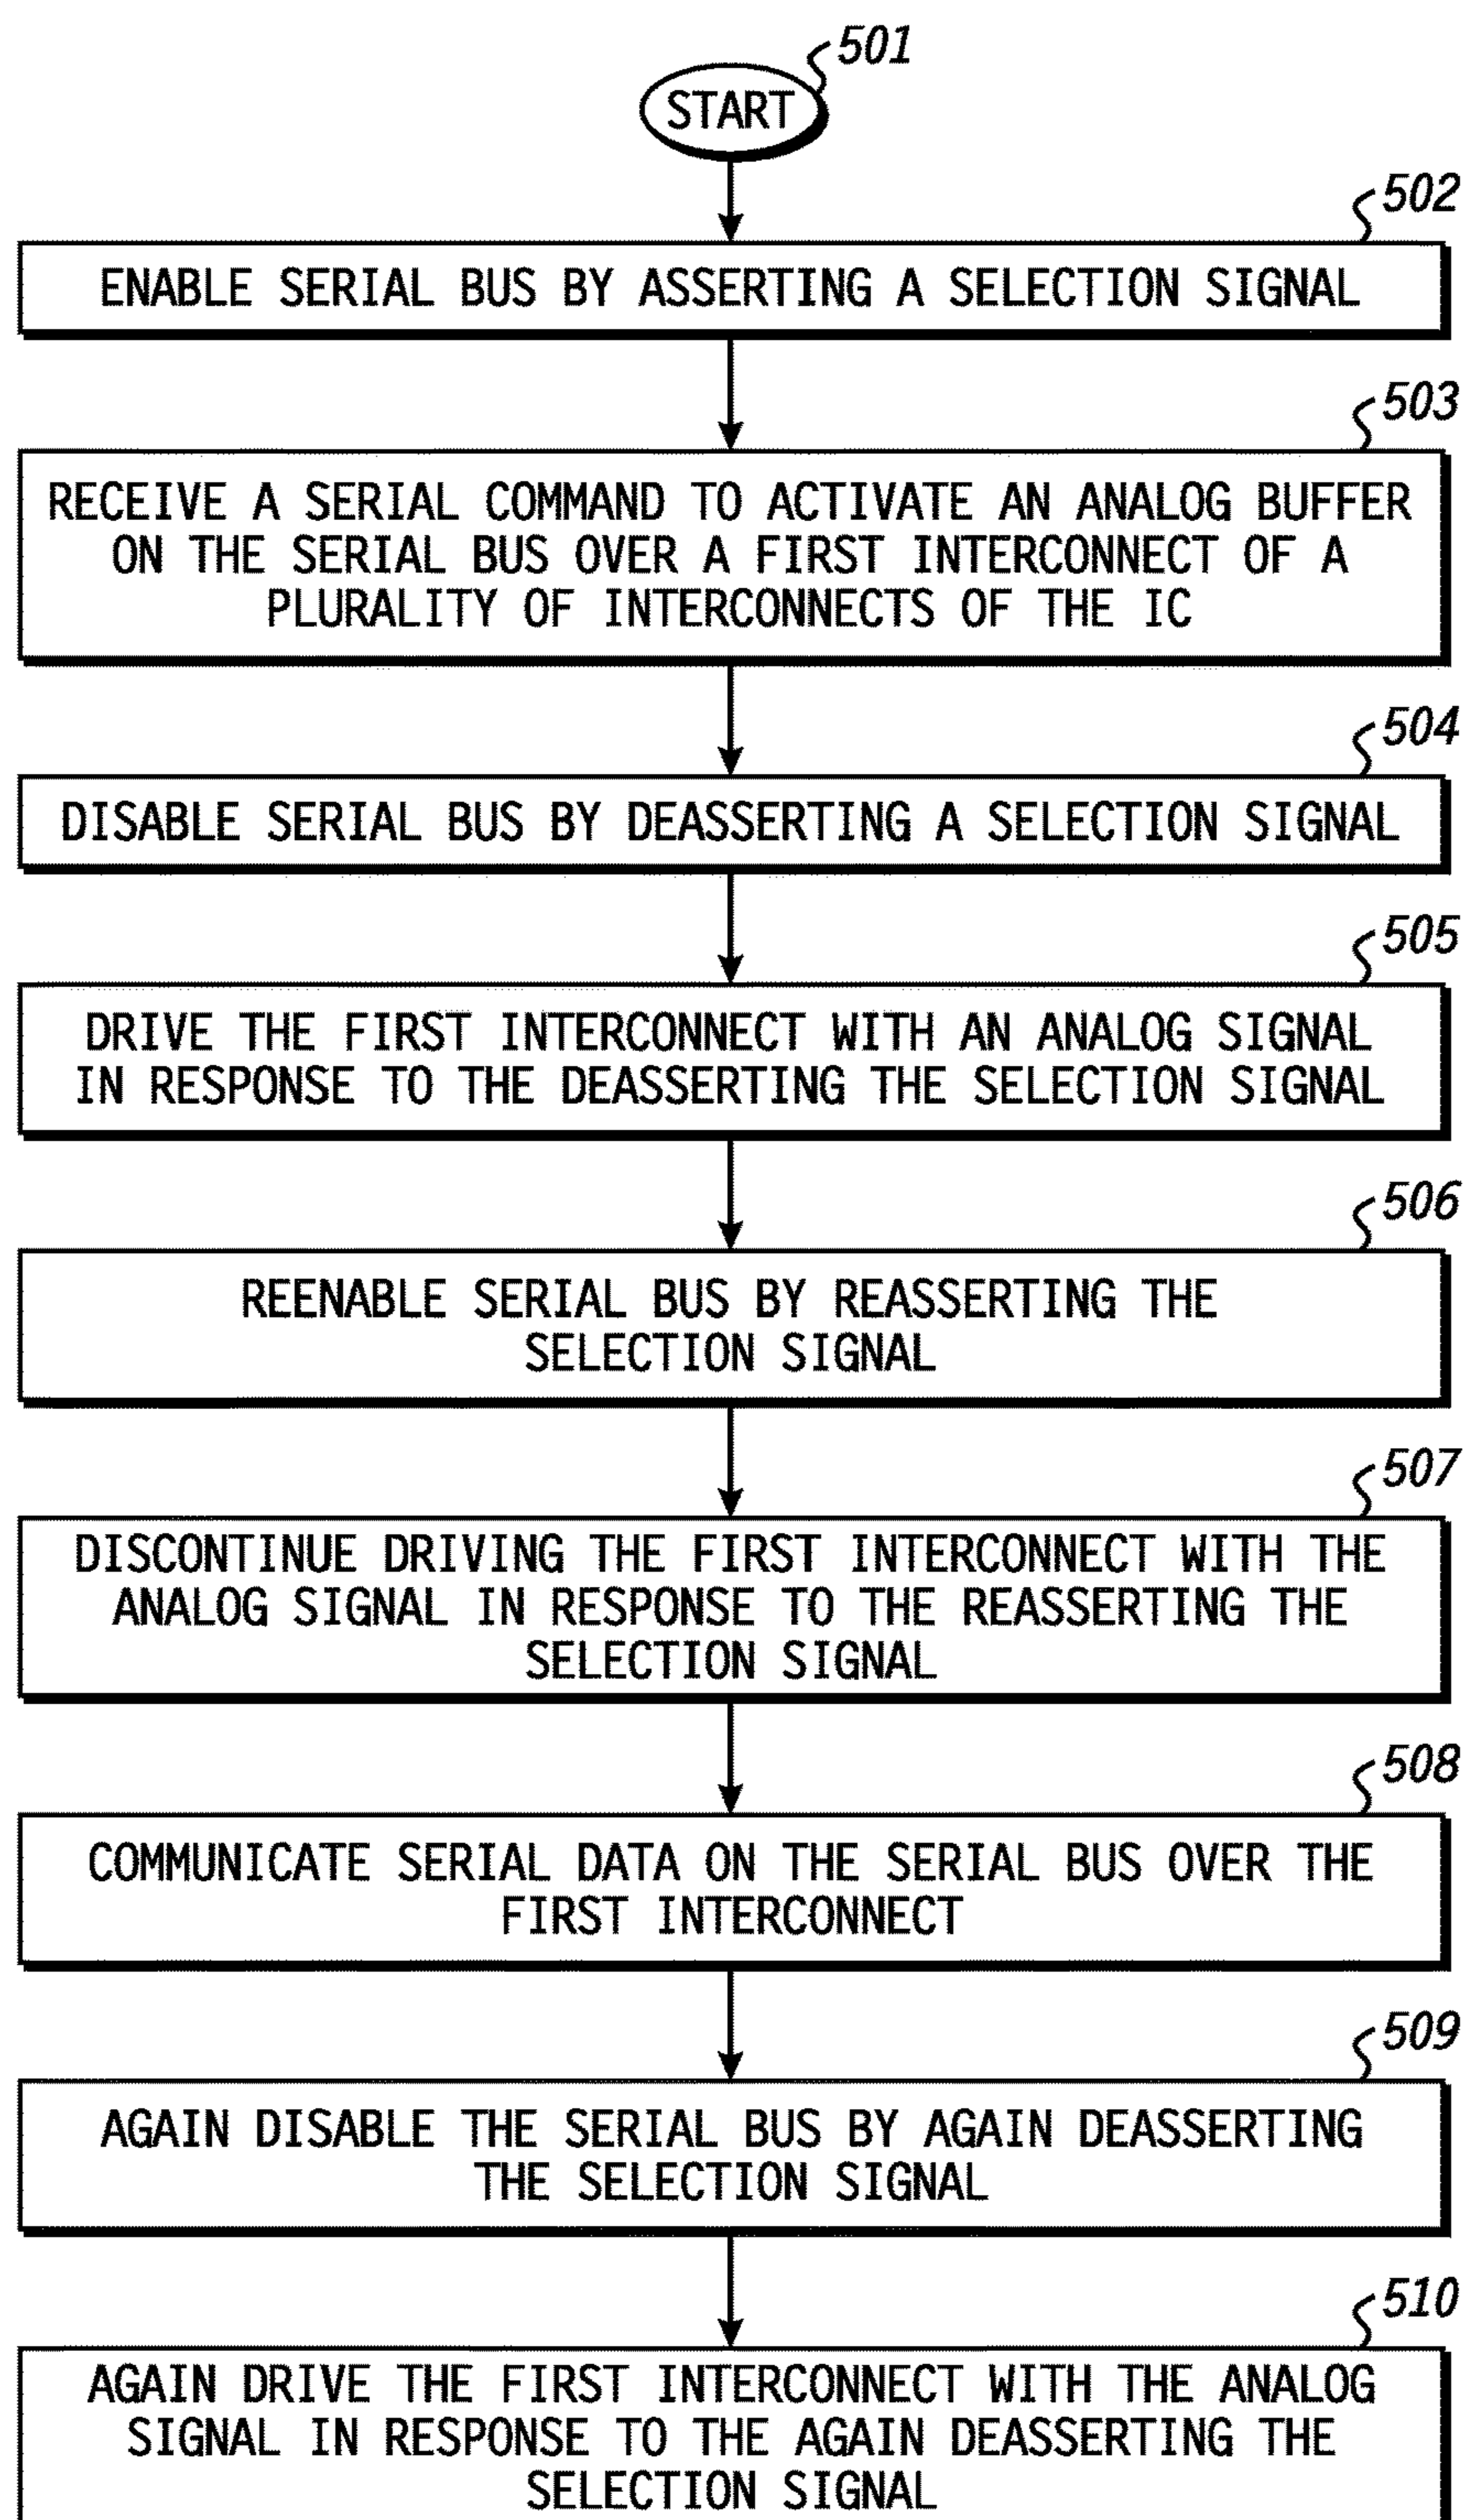 501
START
502
ENABLE SERIAL BUS BY ASSERTING A SELECTION SIGNAL
503
RECEIVE A SERIAL COMMAND TO ACTIVATE AN ANALOG BUFFER
ON THE SERIAL BUS OVER A FIRST INTERCONNECT OF A
PLURALITY OF INTERCONNECTS OF THE IC
504
DISABLE SERIAL BUS BY DEASSERTING A SELECTION SIGNAL
505
DRIVE THE FIRST INTERCONNECT WITH AN ANALOG SIGNAL
IN RESPONSE TO THE DEASSERTING THE SELECTION SIGNAL
506
REENABLE SERIAL BUS BY REASSERTING THE
SELECTION SIGNAL
507
DISCONTINUE DRIVING THE FIRST INTERCONNECT WITH THE
ANALOG SIGNAL IN RESPONSE TO THE REASSERTING THE
SELECTION SIGNAL
508
COMMUNICATE SERIAL DATA ON THE SERIAL BUS OVER THE
FIRST INTERCONNECT
509
AGAIN DISABLE THE SERIAL BUS BY AGAIN DEASSERTING
THE SELECTION SIGNAL
510
AGAIN DRIVE THE FIRST INTERCONNECT WITH THE ANALOG
SIGNAL IN RESPONSE TO THE AGAIN DEASSERTING THE
SELECTION SIGNAL